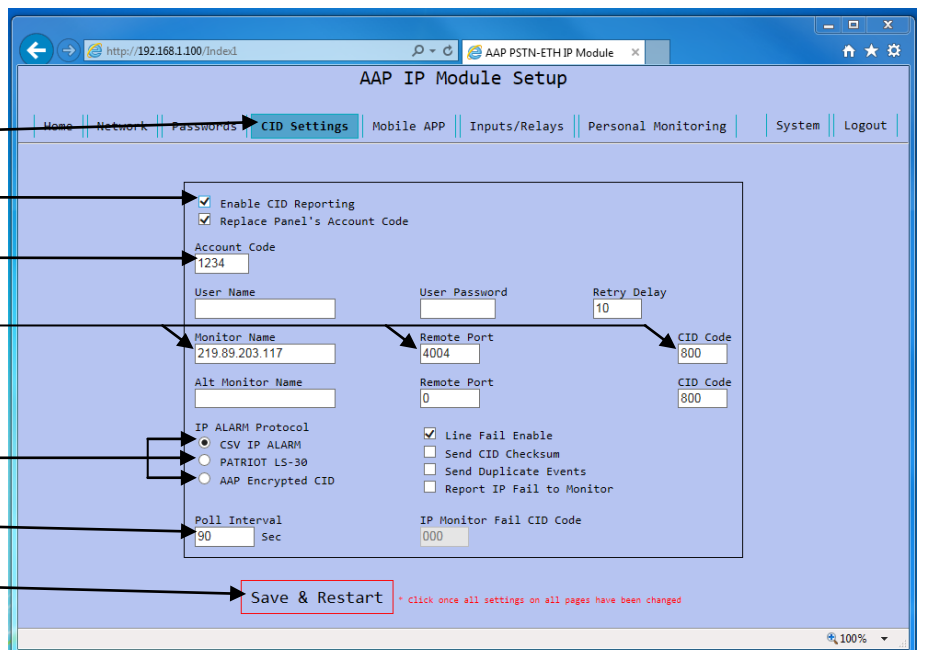 http://192.168.1.100/Index1
AAP PSTN-ETH IP Module
AAP IP Module Setup
Home Network Passwords CID Settings Mobile APP Inputs/Relays Personal Monitoring System Logout
Enable CID Reporting
Replace Panel's Account Code
Account Code
1234
User Name User Password Retry Delay
10
Monitor Name Remote Port CID Code
219.89.203.117 4004 800
Alt Monitor Name Remote Port CID Code
0 800
IP ALARM Protocol
CSV IP ALARM
PATRIOT LS-30
AAP Encrypted CID
Line Fail Enable
Send CID Checksum
Send Duplicate Events
Report IP Fail to Monitor
Poll Interval IP Monitor Fail CID Code
90 Sec 000
Save & Restart * Click once all settings on all pages have been changed
100%